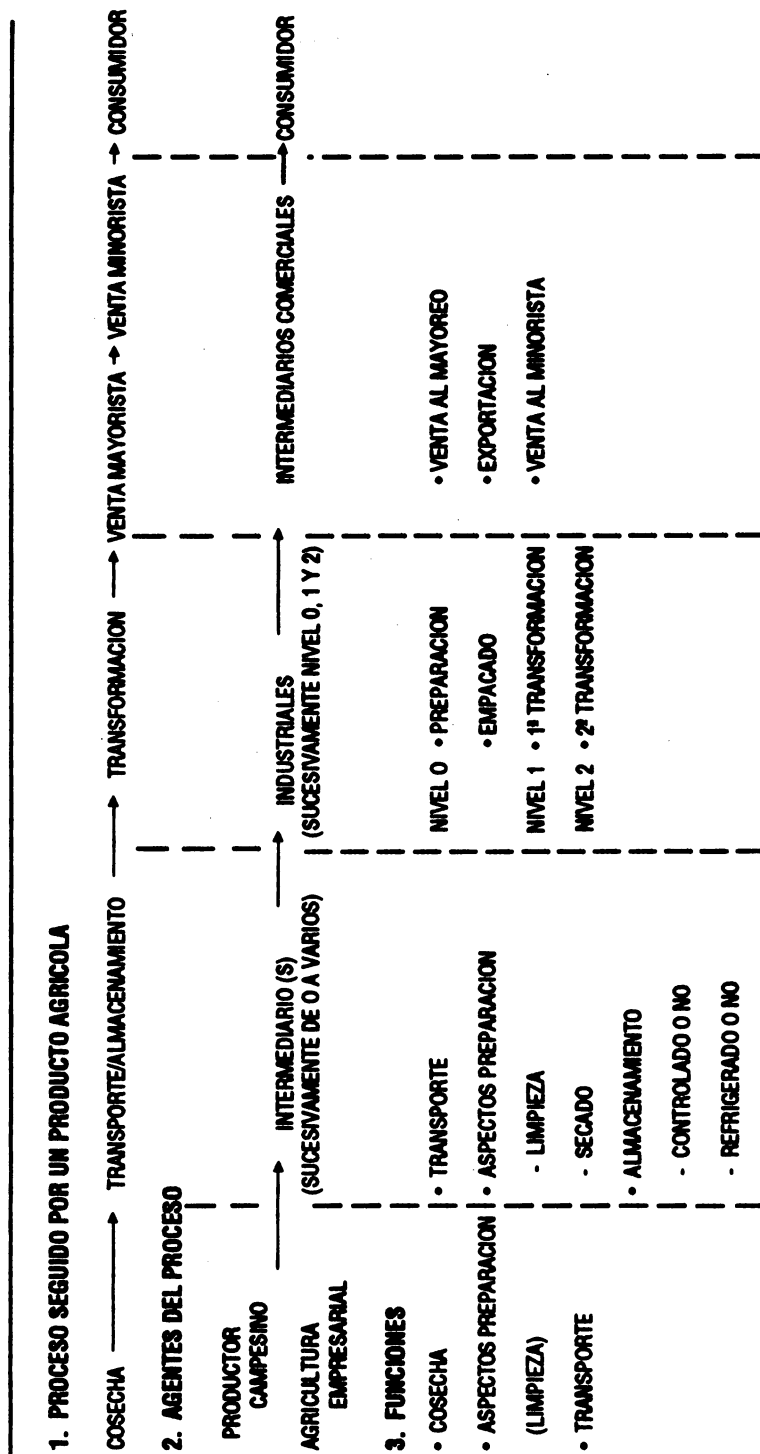 1. PROCESO SEGUIDO POR UN PRODUCTO AGRICOLA
COSECHA → TRANSPORTE/ALMACENAMIENTO → TRANSFORMACION → VENTA MAYORISTA → VENTA MINORISTA → CONSUMIDOR
2. AGENTES DEL PROCESO
PRODUCTOR
CAMPESINO
→ INTERMEDIARIO (S) → INDUSTRIALES → INTERMEDIARIOS COMERCIALES → CONSUMIDOR
AGRICULTURA
EMPRESARIAL
(SUCESIVAMENTE DE 0 A VARIOS)
(SUCESIVAMENTE NIVEL 0, 1 Y 2)
3. FUNCIONES
• COSECHA
• ASPECTOS PREPARACION
(LIMPIEZA)
• TRANSPORTE
• TRANSPORTE
• ASPECTOS PREPARACION
- LIMPIEZA
- SECADO
• ALMACENAMIENTO
- CONTROLADO O NO
- REFRIGERADO O NO
NIVEL 0 • PREPARACION
• EMPACADO
NIVEL 1 • 1ª TRANSFORMACION
NIVEL 2 • 2ª TRANSFORMACION
• VENTA AL MAYOREO
• EXPORTACION
• VENTA AL MINORISTA